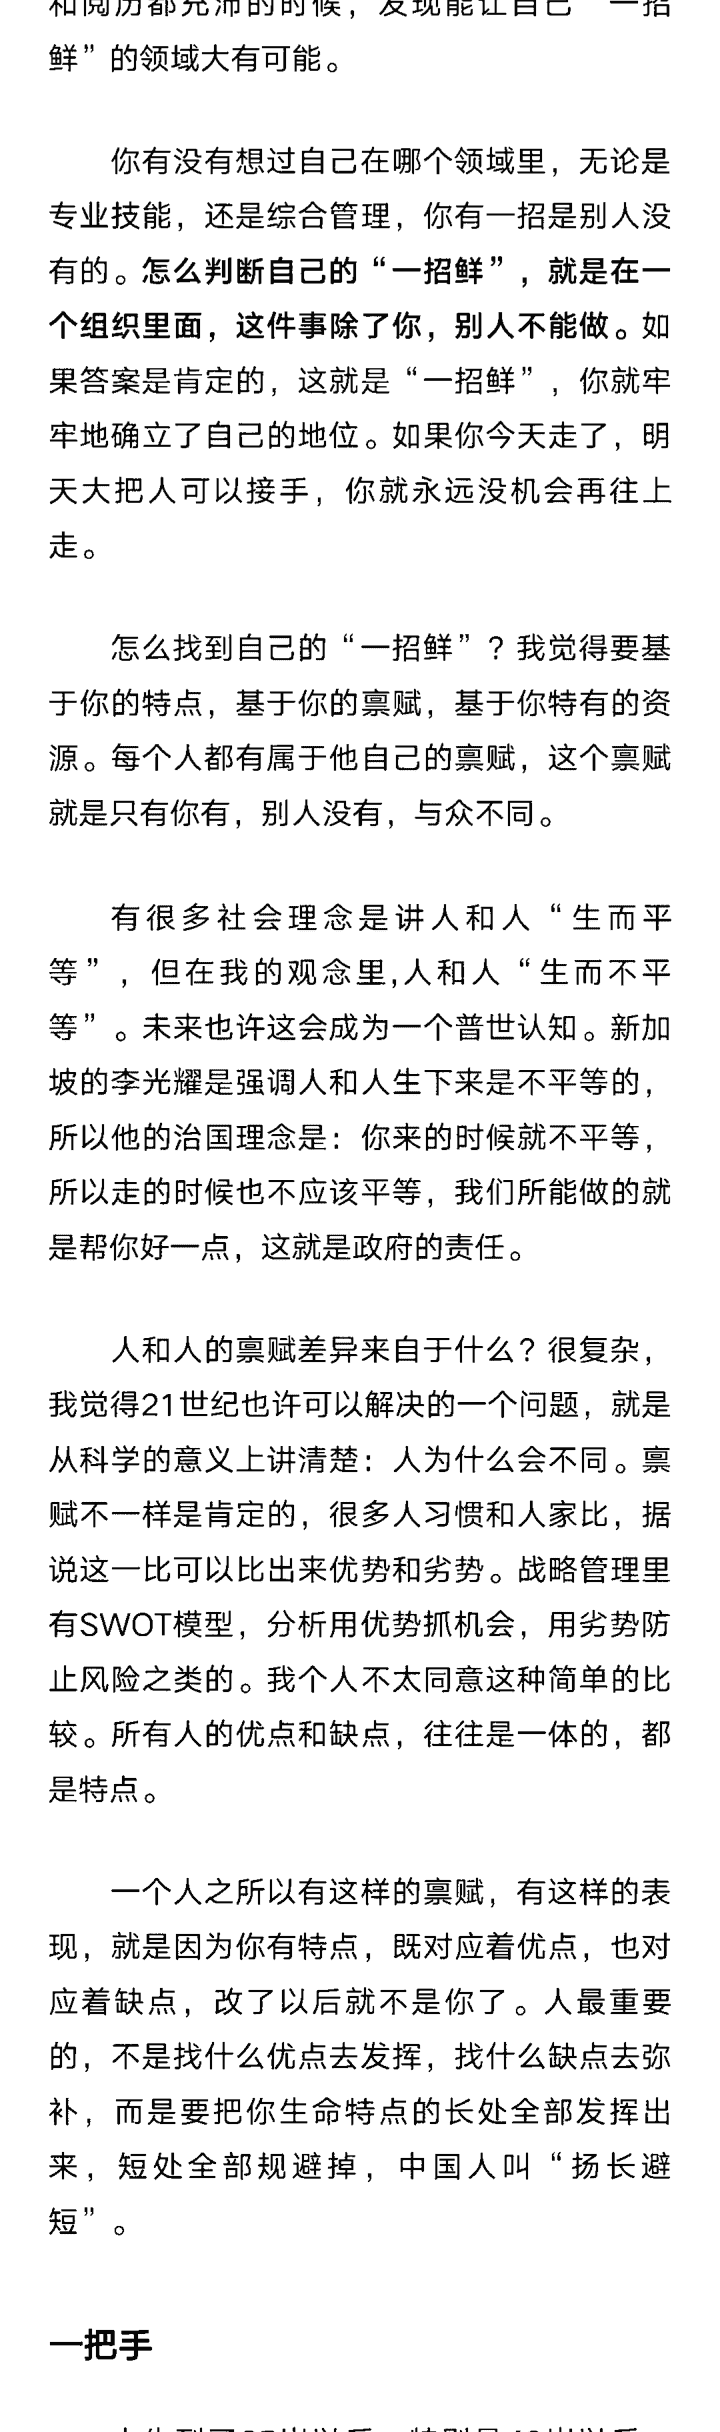 和阅历都充沛的时候，发现能让自己“一招
鲜”的领域大有可能。
你有没有想过自己在哪个领域里，无论是
专业技能，还是综合管理，你有一招是别人没
有的。怎么判断自己的“一招鲜”，就是在一
个组织里面，这件事除了你，别人不能做。如
果答案是肯定的，这就是“一招鲜”，你就牢
牢地确立了自己的地位。如果你今天走了，明
天大把人可以接手，你就永远没机会再往上
走。
怎么找到自己的“一招鲜”？我觉得要基
于你的特点，基于你的禀赋，基于你特有的资
源。每个人都有属于他自己的禀赋，这个禀赋
就是只有你有，别人没有，与众不同。
有很多社会理念是讲人和人“生而平
等”，但在我的观念里,人和人“生而不平
等”。未来也许这会成为一个普世认知。新加
坡的李光耀是强调人和人生下来是不平等的，
所以他的治国理念是：你来的时候就不平等，
所以走的时候也不应该平等，我们所能做的就
是帮你好一点，这就是政府的责任。
人和人的禀赋差异来自于什么？很复杂，
我觉得21世纪也许可以解决的一个问题，就是
从科学的意义上讲清楚：人为什么会不同。禀
赋不一样是肯定的，很多人习惯和人家比，据
说这一比可以比出来优势和劣势。战略管理里
有SWOT模型，分析用优势抓机会，用劣势防
止风险之类的。我个人不太同意这种简单的比
较。所有人的优点和缺点，往往是一体的，都
是特点。
一个人之所以有这样的禀赋，有这样的表
现，就是因为你有特点，既对应着优点，也对
应着缺点，改了以后就不是你了。人最重要
的，不是找什么优点去发挥，找什么缺点去弥
补，而是要把你生命特点的长处全部发挥出
来，短处全部规避掉，中国人叫“扬长避
短”。
一把手